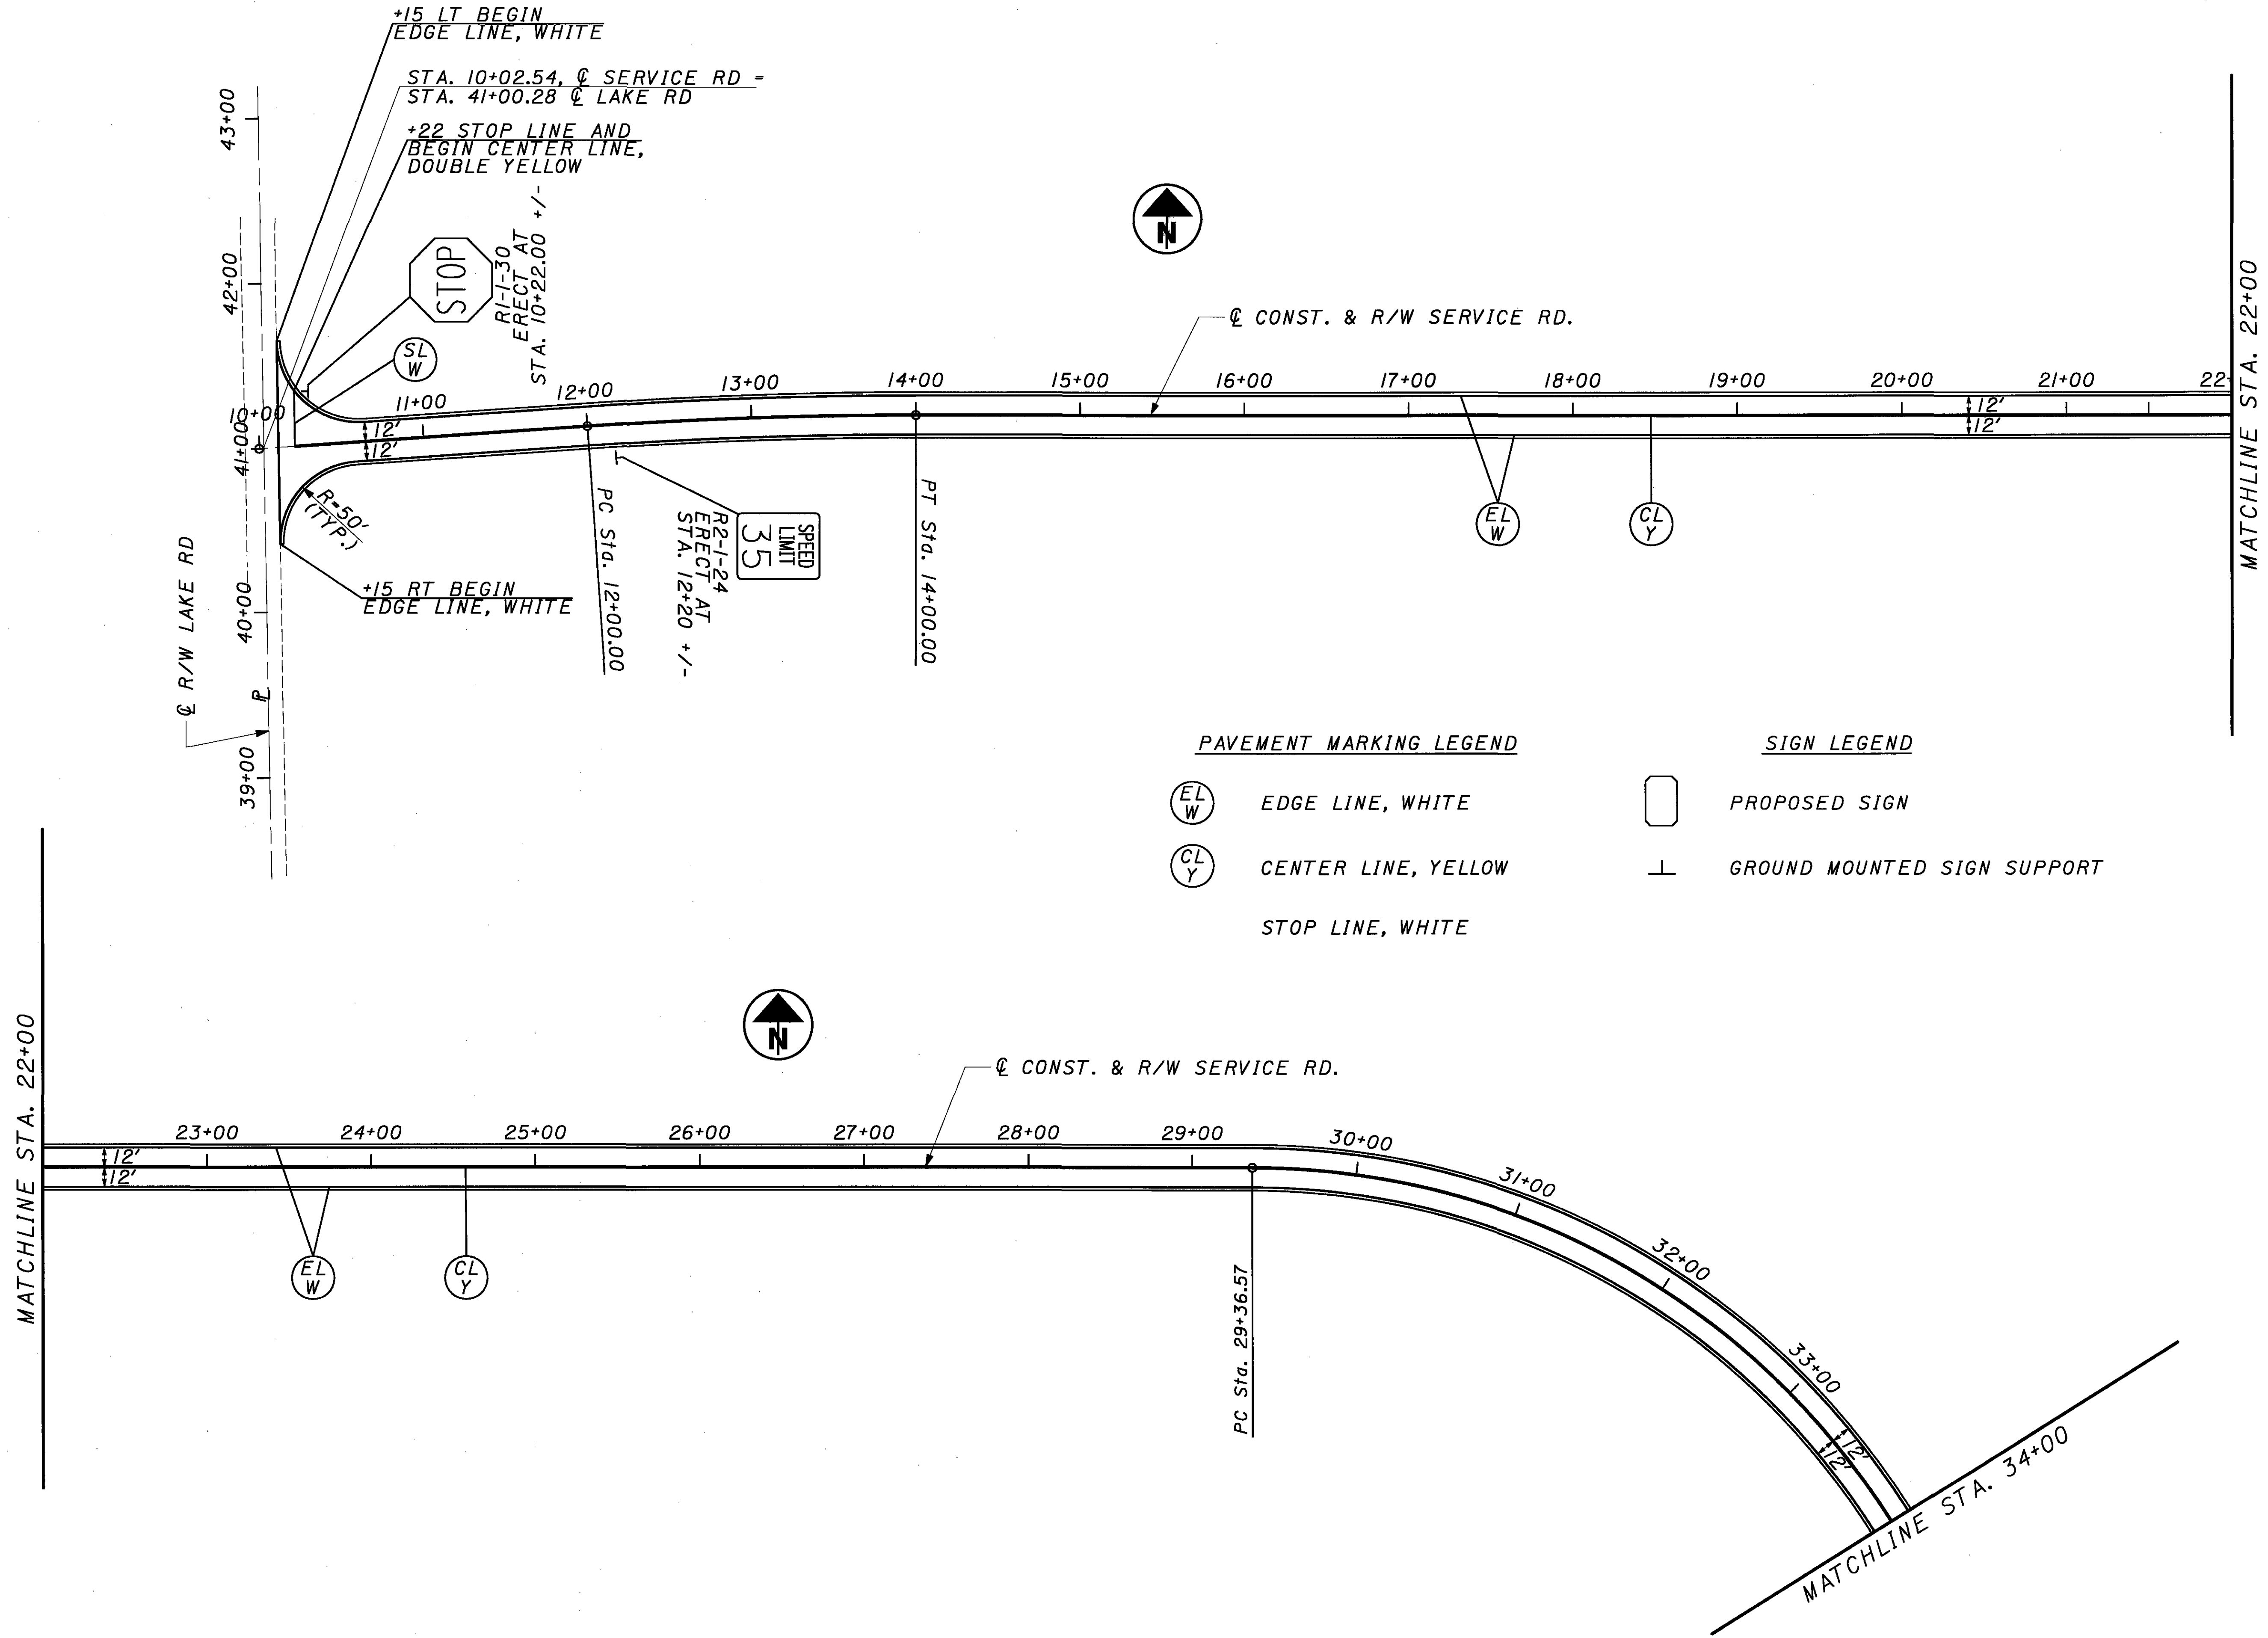 +15 LT BEGIN
EDGE LINE, WHITE
STA. 10+02.54, ℄ SERVICE RD =
STA. 41+00.28 ℄ LAKE RD
+22 STOP LINE AND
BEGIN CENTER LINE,
DOUBLE YELLOW
STOP
R1-1-30
ERECT AT
STA. 10+22.00 +/-
SL
W
43+00
42+00
41+00
40+00
39+00
℄ R/W LAKE RD
PL
10+00
11+00
12+00
13+00
14+00
15+00
16+00
17+00
18+00
19+00
20+00
21+00
22+
12'
12'
12'
12'
R=50'
(TYP.)
+15 RT BEGIN
EDGE LINE, WHITE
PC Sta. 12+00.00
R2-1-24
ERECT AT
STA. 12+20 +/-
SPEED
LIMIT
35
PT Sta. 14+00.00
N
℄ CONST. & R/W SERVICE RD.
EL
W
CL
Y
MATCHLINE STA. 22+00
PAVEMENT MARKING LEGEND
EL
W
EDGE LINE, WHITE
CL
Y
CENTER LINE, YELLOW
STOP LINE, WHITE
SIGN LEGEND
PROPOSED SIGN
GROUND MOUNTED SIGN SUPPORT
MATCHLINE STA. 22+00
N
℄ CONST. & R/W SERVICE RD.
23+00
24+00
25+00
26+00
27+00
28+00
29+00
30+00
31+00
32+00
33+00
12'
12'
EL
W
CL
Y
PC Sta. 29+36.57
12'
12'
MATCHLINE STA. 34+00